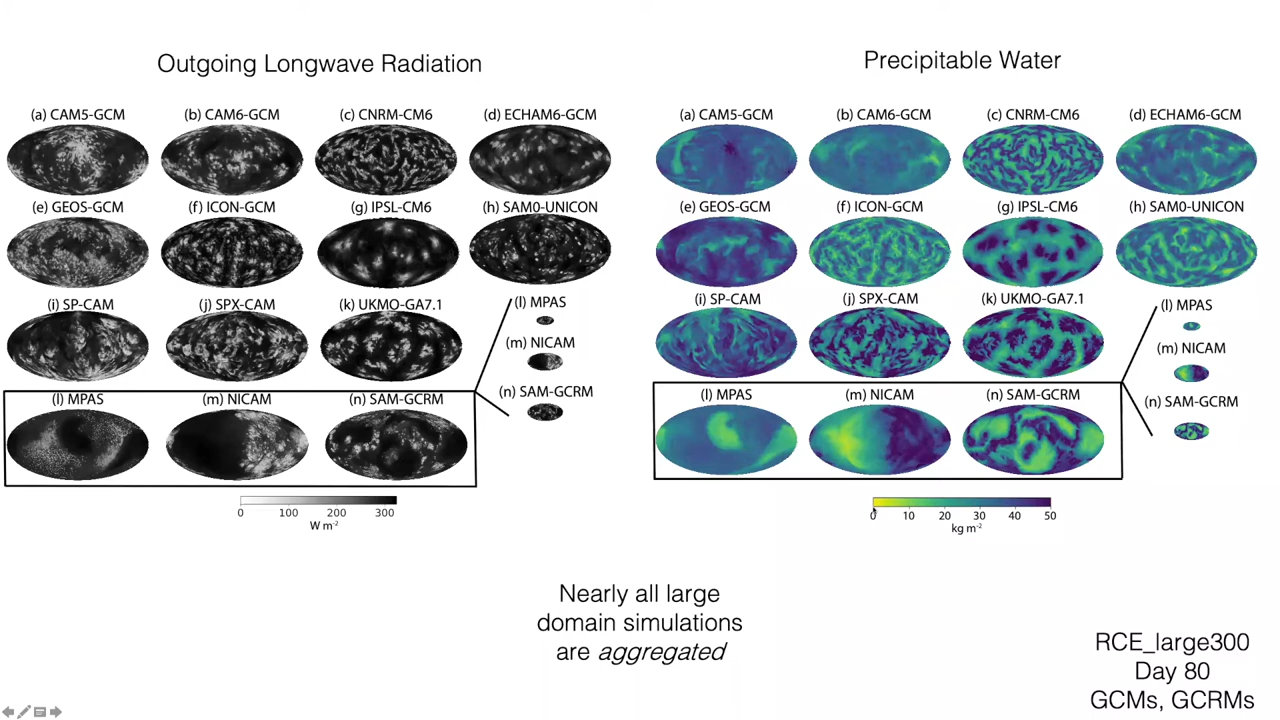 Outgoing Longwave Radiation
(a) CAM5-GCM (b) CAM6-GCM (c) CNRM-CM6 (d) ECHAM6-GCM
(e) GEOS-GCM (f) ICON-GCM (g) IPSL-CM6 (h) SAM0-UNICON
(i) SP-CAM (j) SPX-CAM (k) UKMO-GA7.1 (l) MPAS
(m) NICAM
(n) SAM-GCRM
(l) MPAS (m) NICAM (n) SAM-GCRM
0 100 200 300
W m-2
Precipitable Water
(a) CAM5-GCM (b) CAM6-GCM (c) CNRM-CM6 (d) ECHAM6-GCM
(e) GEOS-GCM (f) ICON-GCM (g) IPSL-CM6 (h) SAM0-UNICON
(i) SP-CAM (j) SPX-CAM (k) UKMO-GA7.1 (l) MPAS
(m) NICAM
(n) SAM-GCRM
(l) MPAS (m) NICAM (n) SAM-GCRM
0 10 20 30 40 50
kg m-2
Nearly all large
domain simulations
are aggregated
RCE_large300
Day 80
GCMs, GCRMs